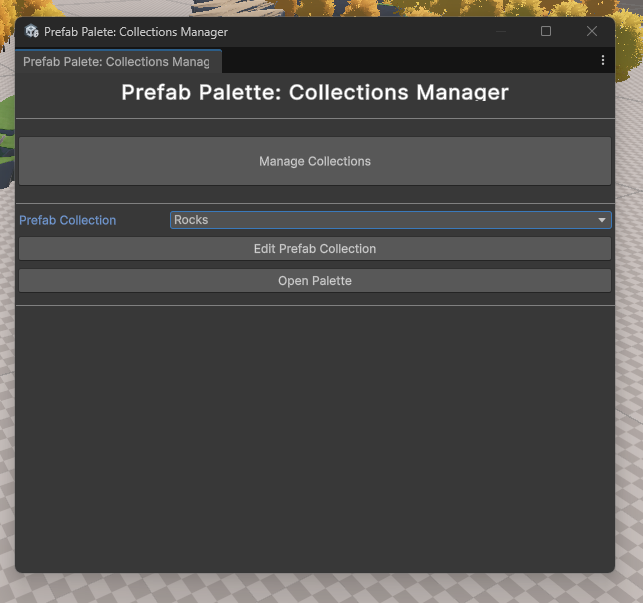 Prefab Palete: Collections Manager
Prefab Palete: Collections Manag
Prefab Palette: Collections Manager
Manage Collections
Prefab Collection
Rocks
Edit Prefab Collection
Open Palette